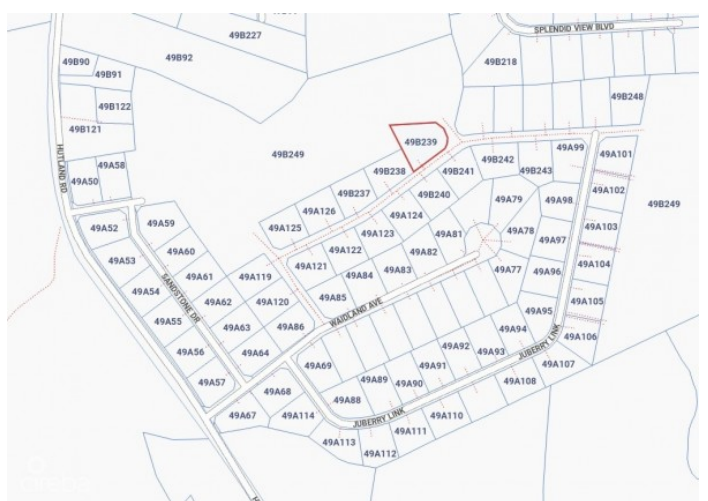 SPLENDID VIEW BLVD
49B227
49B92
49B90
49B91
49B218
49B122
49B248
49B121
49B239
49B249
49A99
49A101
49A58
49A50
HUTLAND RD
49B238
49B241
49B242
49B243
49A102
49B237
49B240
49A79
49A98
49B249
49A126
49A59
49A52
49A125
49A124
49A123
49A81
49A78
49A103
49A97
49A60
49A53
49A122
49A82
49A121
49A119
49A83
49A84
49A77
49A96
49A104
49A61
49A54
SANDSTONE DR
49A62
49A120
49A85
49A105
49A95
49A55
49A63
49A86
WAIDLAND AVE
49A94
49A106
49A56
49A64
49A69
49A92
49A93
JUBERRY LINK
49A91
49A107
49A57
49A89
49A90
49A108
49A68
49A88
49A67
49A114
JUBERRY LINK
49A110
49A111
49A113
49A112